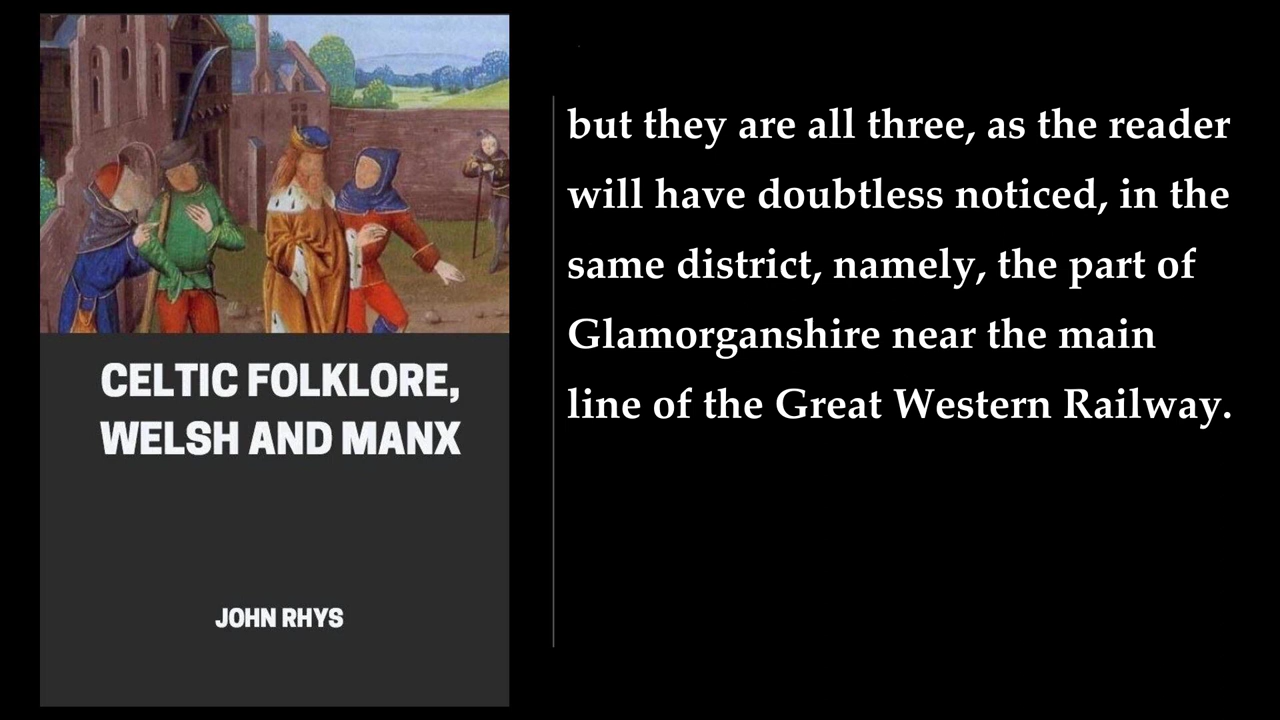 CELTIC FOLKLORE,
WELSH AND MANX
JOHN RHYS
but they are all three, as the reader
will have doubtless noticed, in the
same district, namely, the part of
Glamorganshire near the main
line of the Great Western Railway.